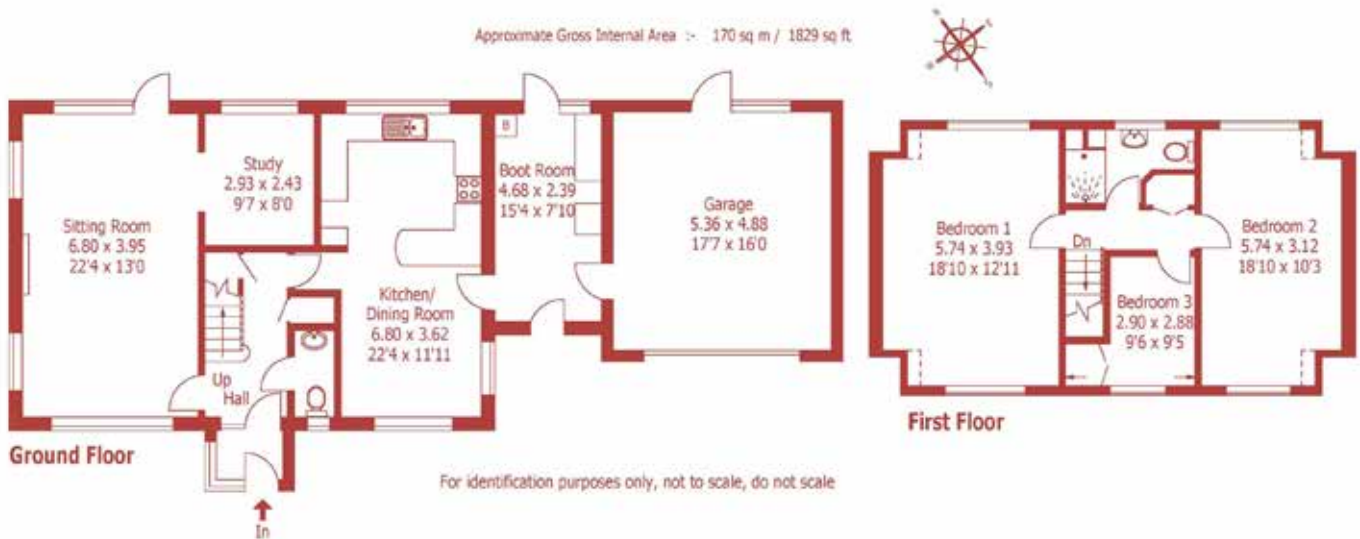 Approximate Gross Internal Area :- 170 sq m / 1829 sq ft
Study
2.93 x 2.43
9'7 x 8'0
Sitting Room
6.80 x 3.95
22'4 x 13'0
Kitchen/
Dining Room
6.80 x 3.62
22'4 x 11'11
B
Boot Room
4.68 x 2.39
15'4 x 7'10
Garage
5.36 x 4.88
17'7 x 16'0
Up
Hall
Ground Floor
In
Bedroom 1
5.74 x 3.93
18'10 x 12'11
Dn
Bedroom 2
5.74 x 3.12
18'10 x 10'3
Bedroom 3
2.90 x 2.88
9'6 x 9'5
First Floor
For identification purposes only, not to scale, do not scale